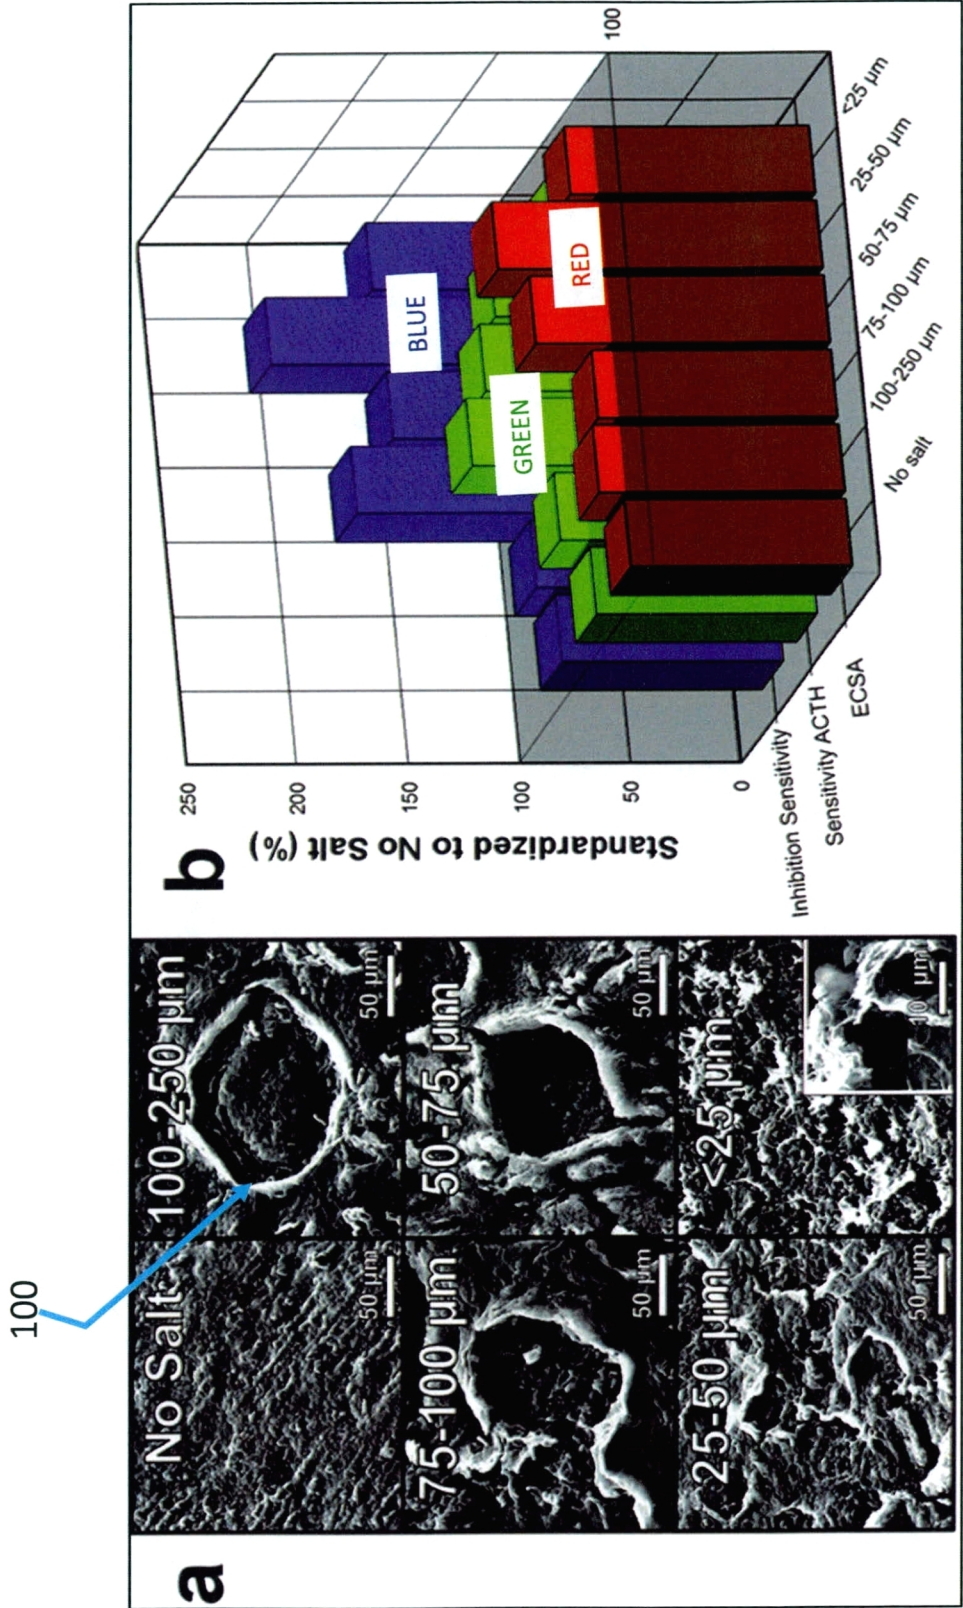 100
a
No Salt
100-250 µm
50 µm
50 µm
75-100 µm
50-75 µm
50 µm
50 µm
25-50 µm
<25 µm
50 µm
10 µm
b
Standardized to No Salt (%)
250
200
150
100
50
0
100
BLUE
GREEN
RED
Inhibition Sensitivity
Sensitivity ACTH
ECSA
No salt
100-250 µm
75-100 µm
50-75 µm
25-50 µm
<25 µm